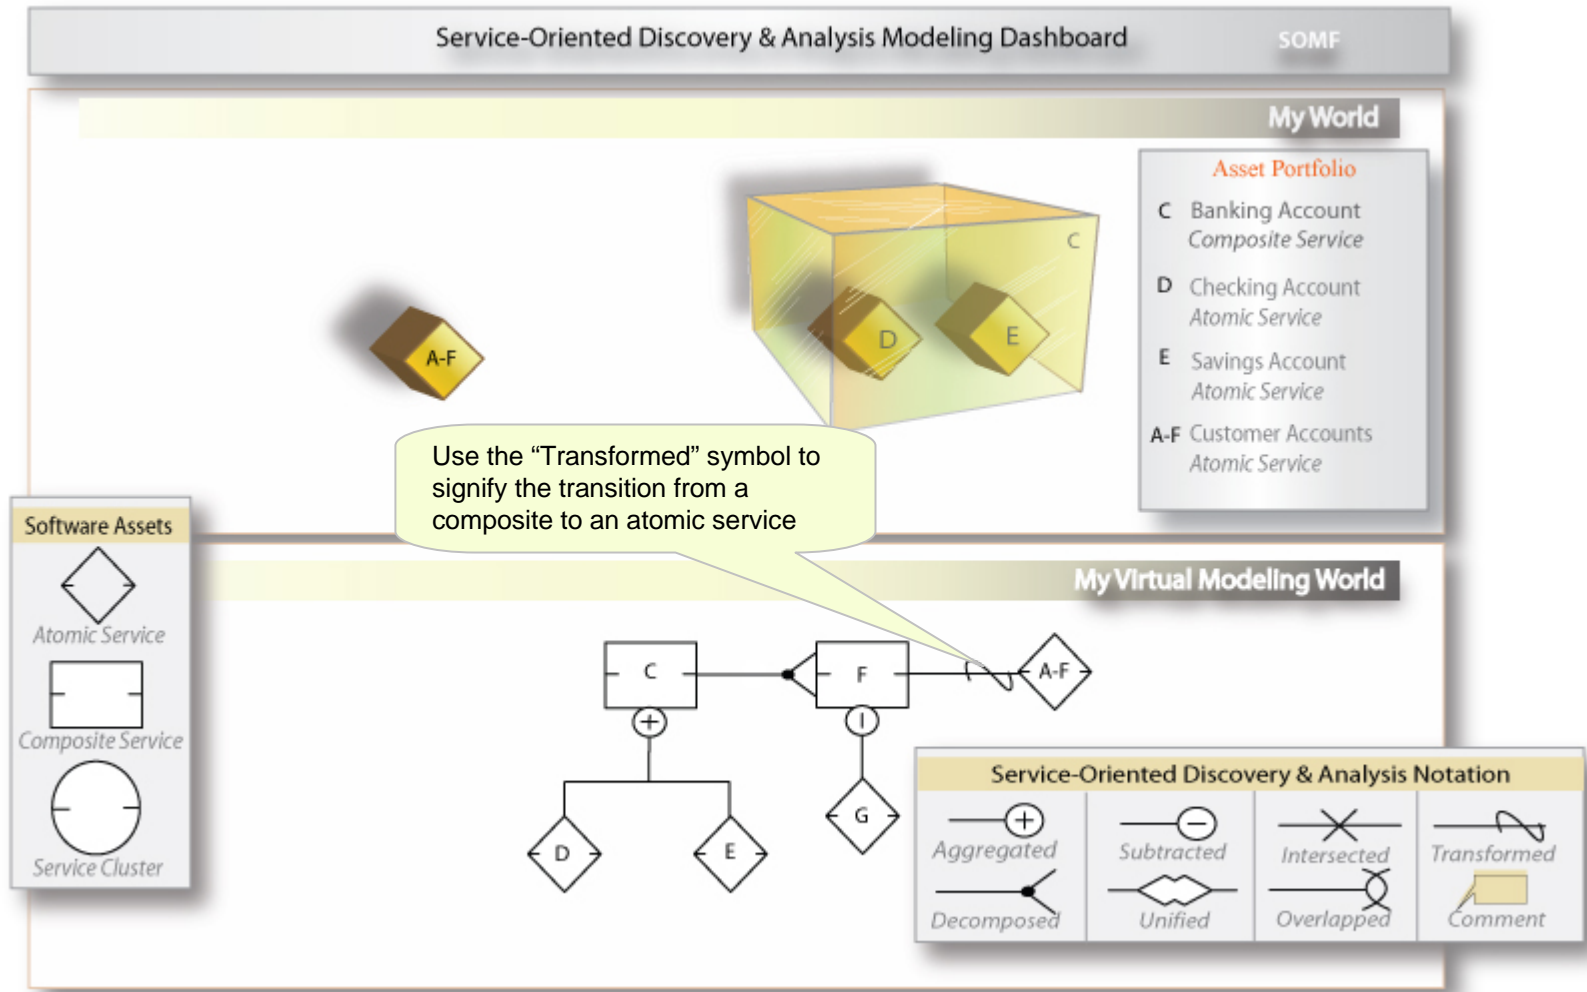 Service-Oriented Discovery & Analysis Modeling Dashboard
SOMF
My World
Asset Portfolio
C Banking Account
Composite Service
D Checking Account
Atomic Service
E Savings Account
Atomic Service
A-F Customer Accounts
Atomic Service
C
D
E
A-F
Use the “Transformed” symbol to
signify the transition from a
composite to an atomic service
Software Assets
Atomic Service
Composite Service
Service Cluster
My Virtual Modeling World
C
F
A-F
D
E
G
Service-Oriented Discovery & Analysis Notation
Aggregated
Subtracted
Intersected
Transformed
Decomposed
Unified
Overlapped
Comment